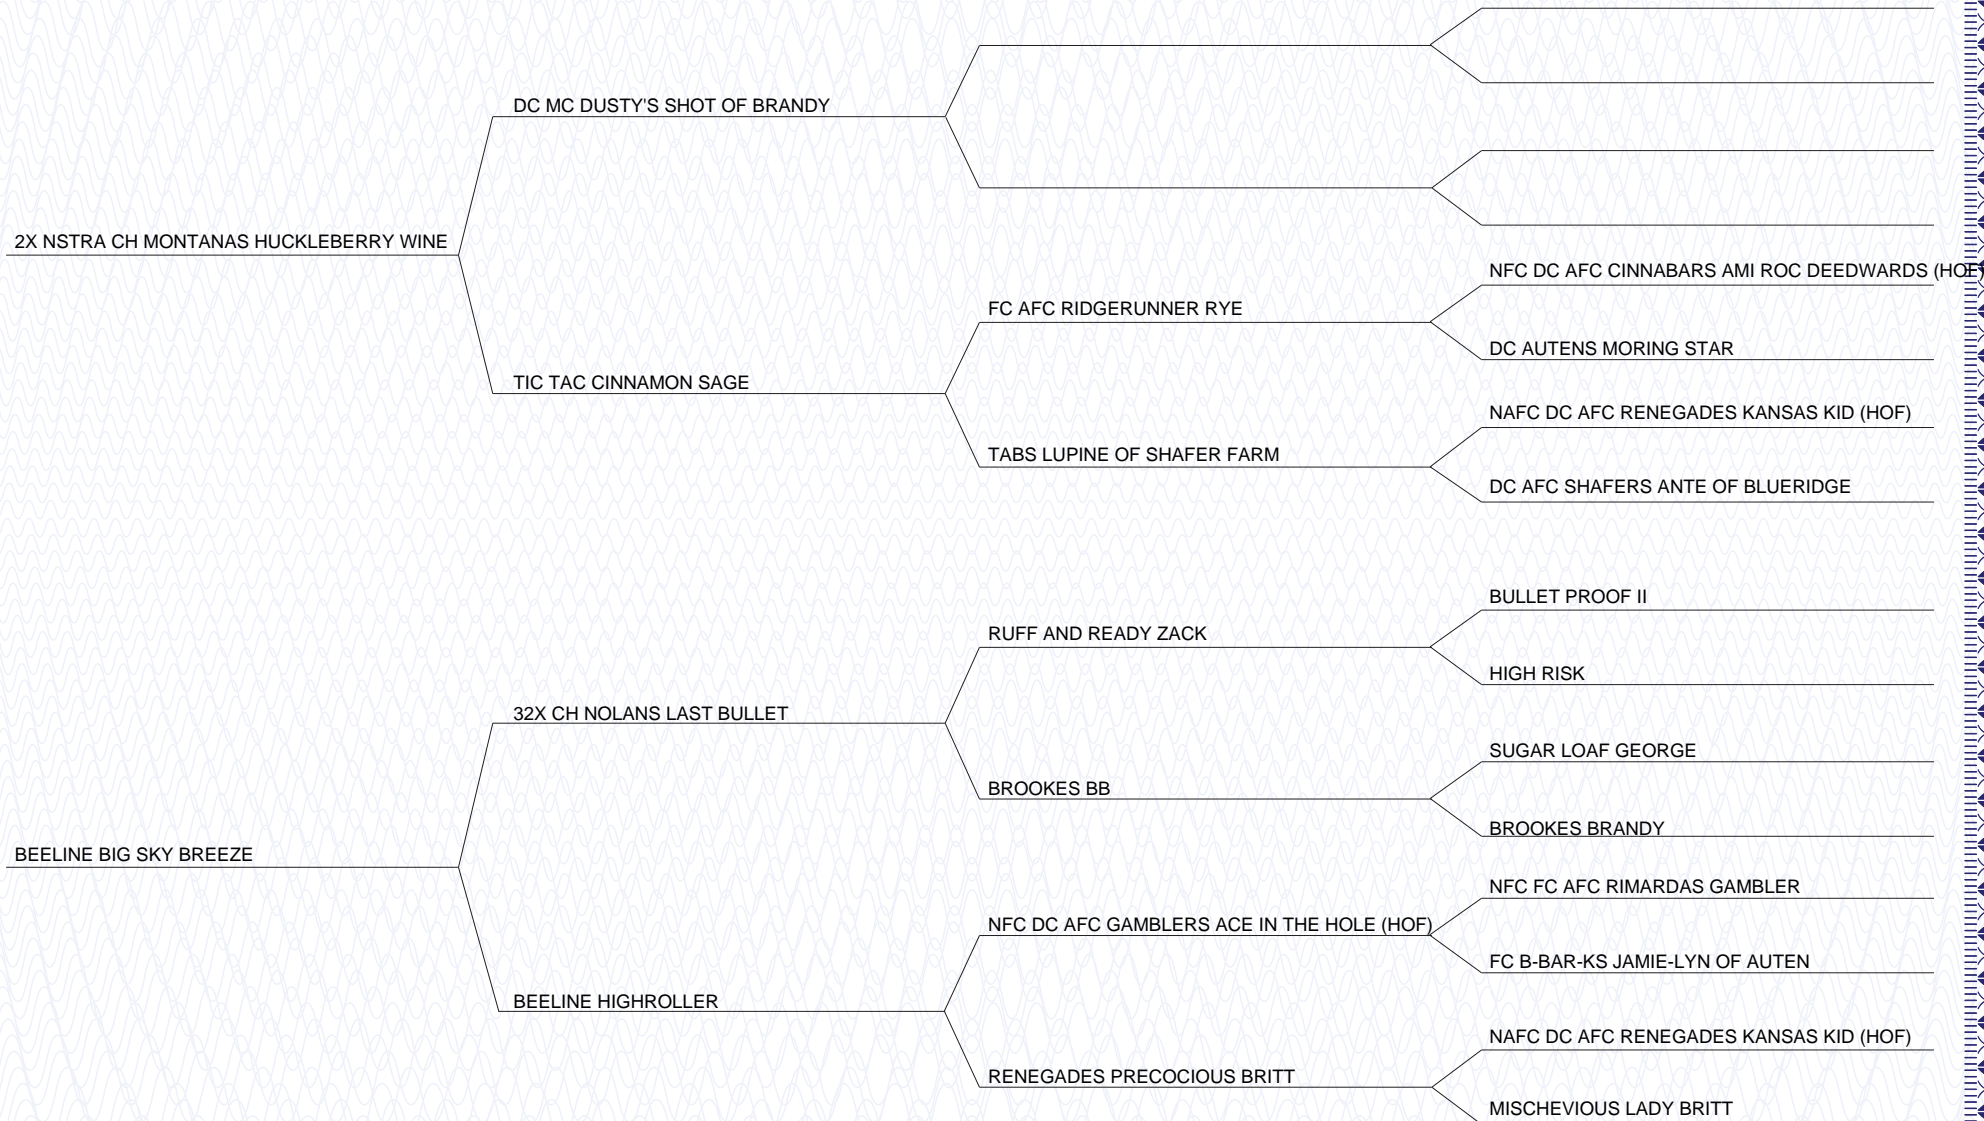 DC MC DUSTY'S SHOT OF BRANDY
2X NSTRA CH MONTANAS HUCKLEBERRY WINE
NFC DC AFC CINNABARS AMI ROC DEEDWARDS (HOF)
FC AFC RIDGERUNNER RYE
DC AUTENS MORING STAR
TIC TAC CINNAMON SAGE
NAFC DC AFC RENEGADES KANSAS KID (HOF)
TABS LUPINE OF SHAFER FARM
DC AFC SHAFERS ANTE OF BLUERIDGE
BULLET PROOF II
RUFF AND READY ZACK
HIGH RISK
32X CH NOLANS LAST BULLET
SUGAR LOAF GEORGE
BROOKES BB
BROOKES BRANDY
BEELINE BIG SKY BREEZE
NFC FC AFC RIMARDAS GAMBLER
NFC DC AFC GAMBLERS ACE IN THE HOLE (HOF)
FC B-BAR-KS JAMIE-LYN OF AUTEN
BEELINE HIGHROLLER
NAFC DC AFC RENEGADES KANSAS KID (HOF)
RENEGADES PRECOCIOUS BRITT
MISCHEVIOUS LADY BRITT